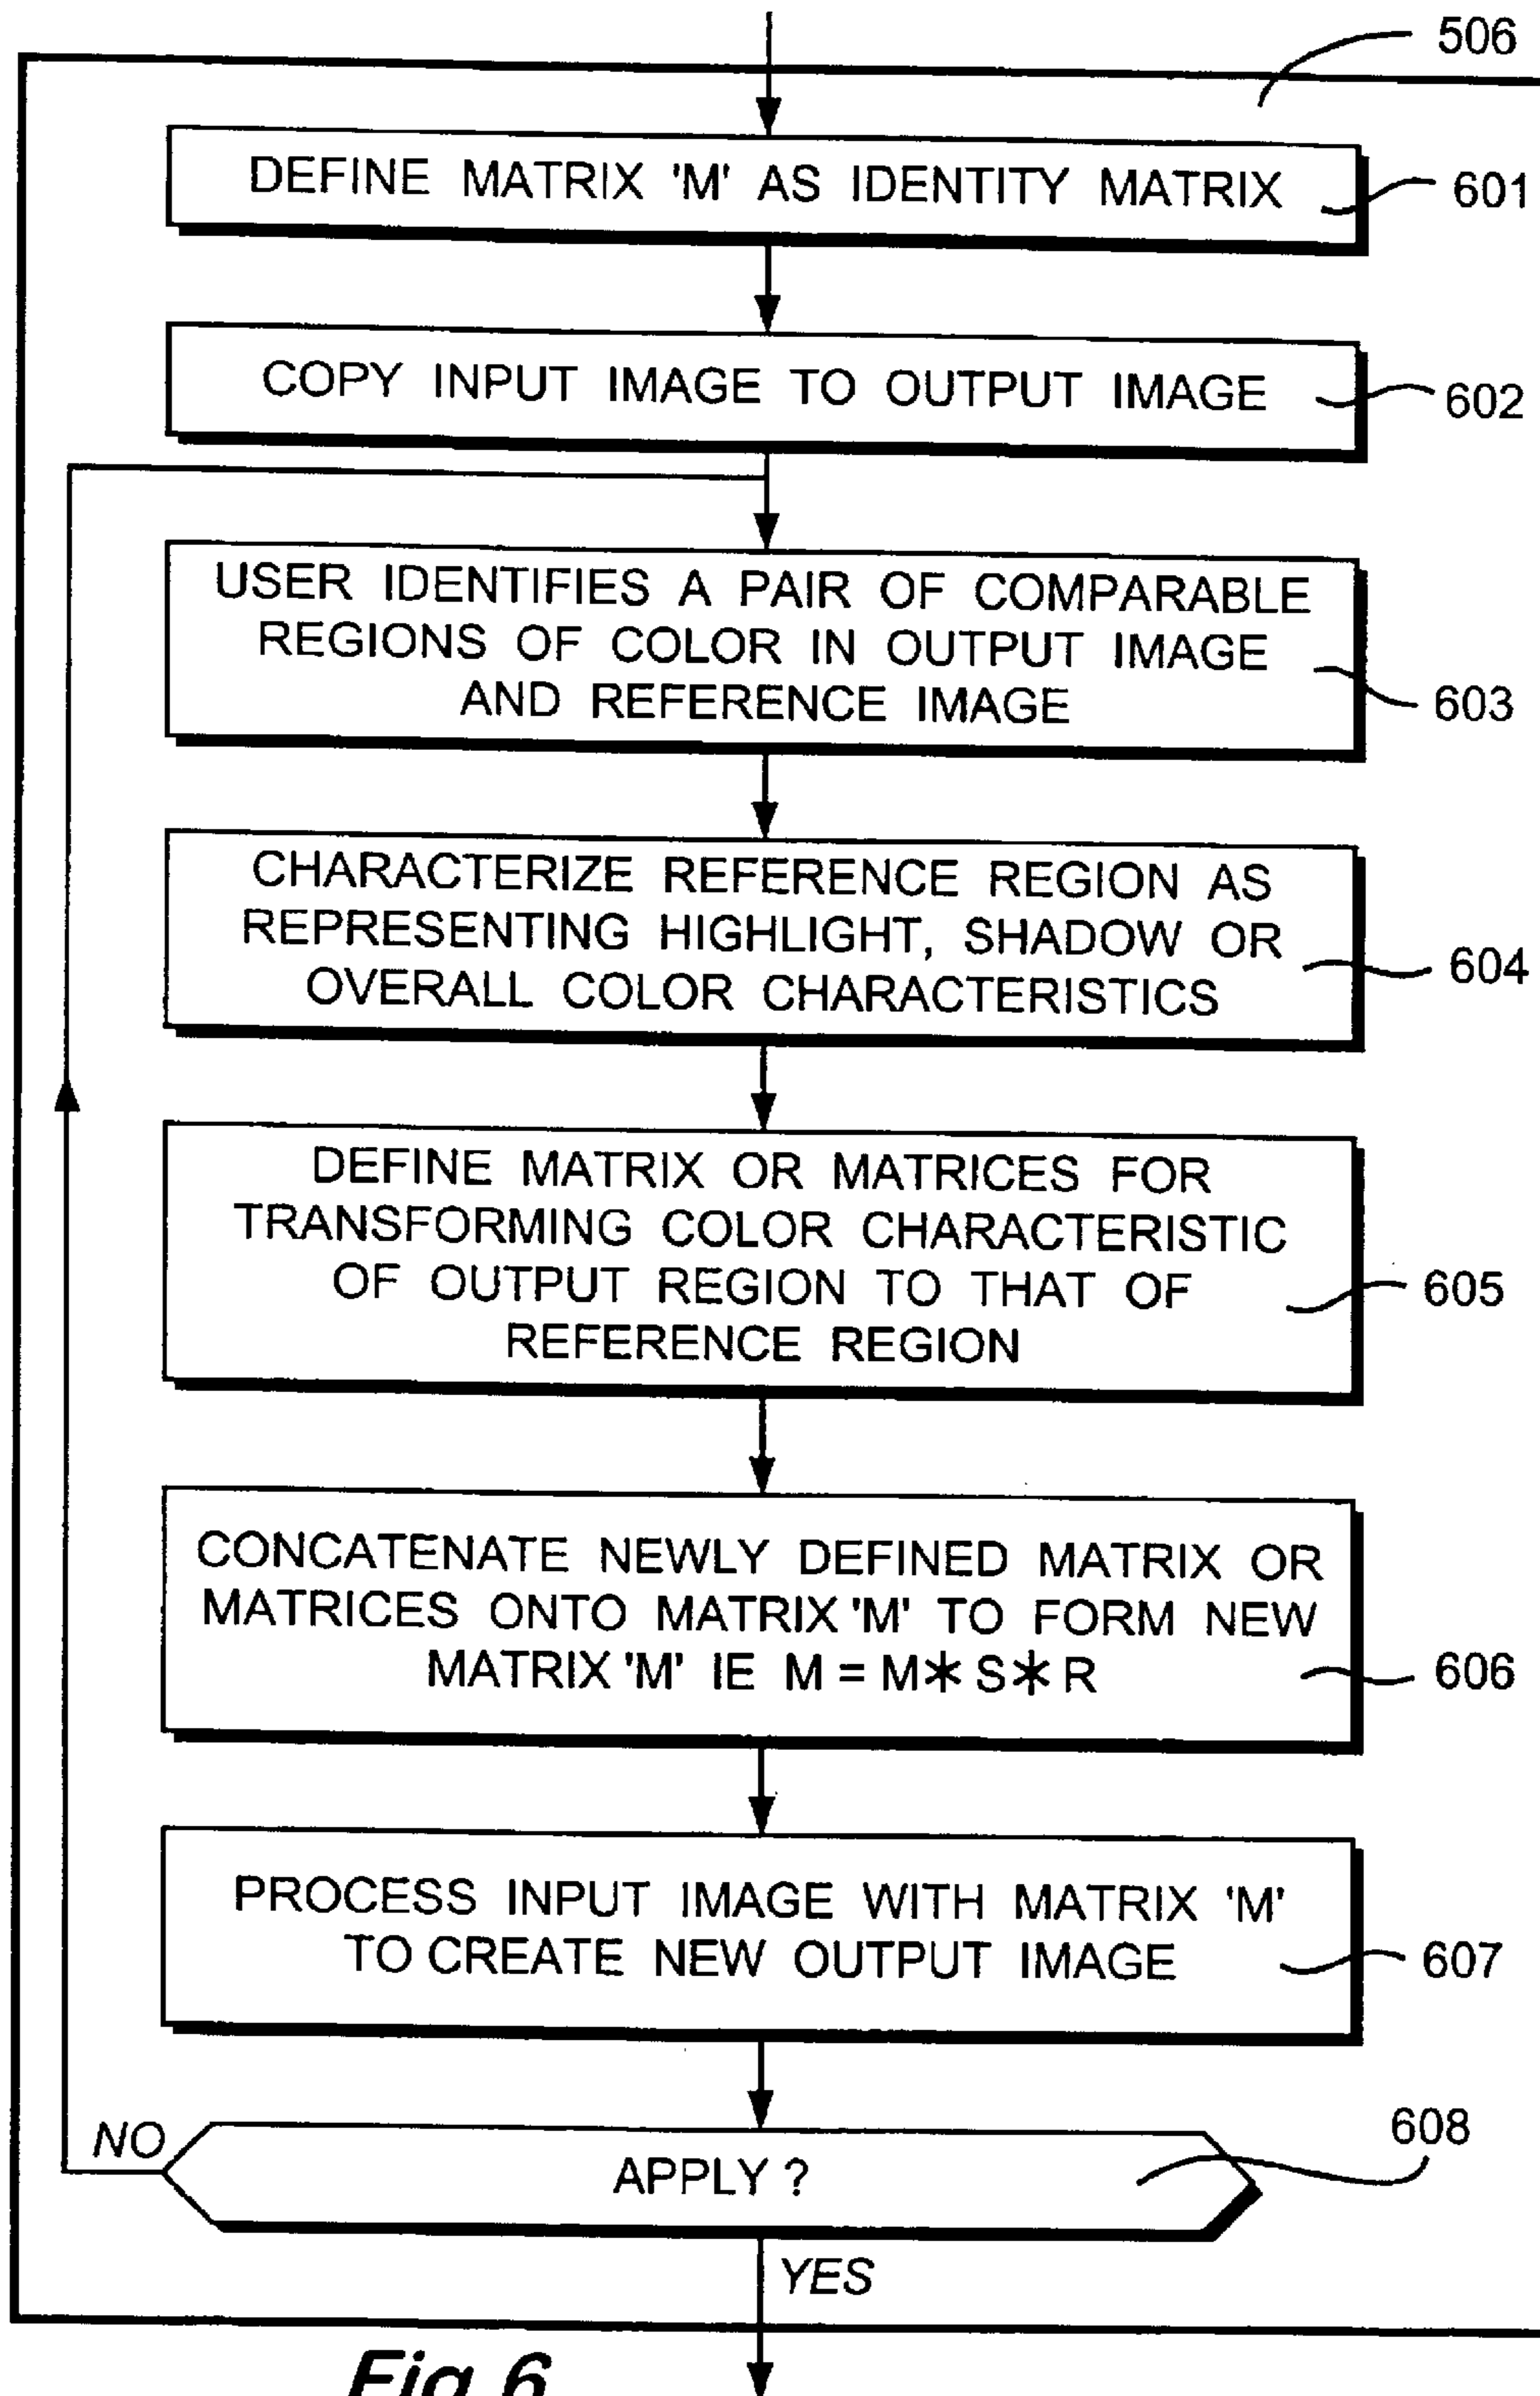 506
DEFINE MATRIX 'M' AS IDENTITY MATRIX
601
COPY INPUT IMAGE TO OUTPUT IMAGE
602
USER IDENTIFIES A PAIR OF COMPARABLE
REGIONS OF COLOR IN OUTPUT IMAGE
AND REFERENCE IMAGE
603
CHARACTERIZE REFERENCE REGION AS
REPRESENTING HIGHLIGHT, SHADOW OR
OVERALL COLOR CHARACTERISTICS
604
DEFINE MATRIX OR MATRICES FOR
TRANSFORMING COLOR CHARACTERISTIC
OF OUTPUT REGION TO THAT OF
REFERENCE REGION
605
CONCATENATE NEWLY DEFINED MATRIX OR
MATRICES ONTO MATRIX 'M' TO FORM NEW
MATRIX 'M' IE M = M* S* R
606
PROCESS INPUT IMAGE WITH MATRIX 'M'
TO CREATE NEW OUTPUT IMAGE
607
NO
APPLY ?
608
YES
Fig 6